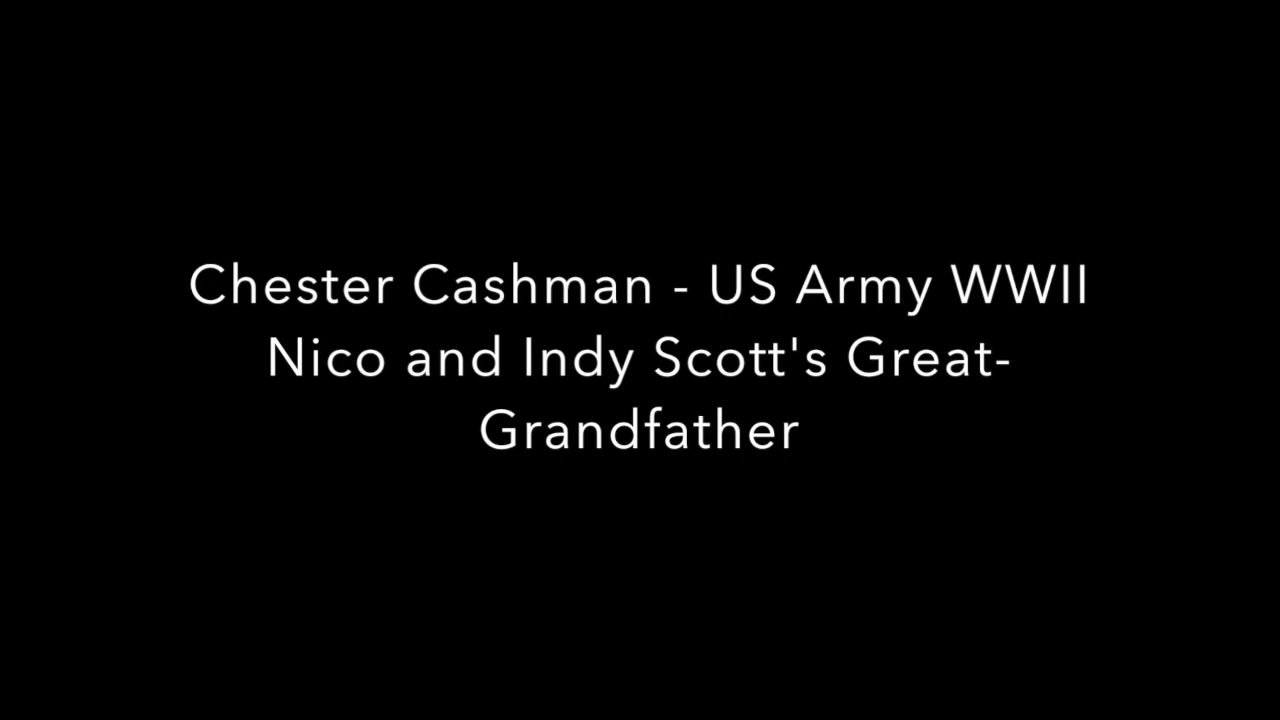 Chester Cashman - US Army WWII
Nico and Indy Scott's Great-
Grandfather